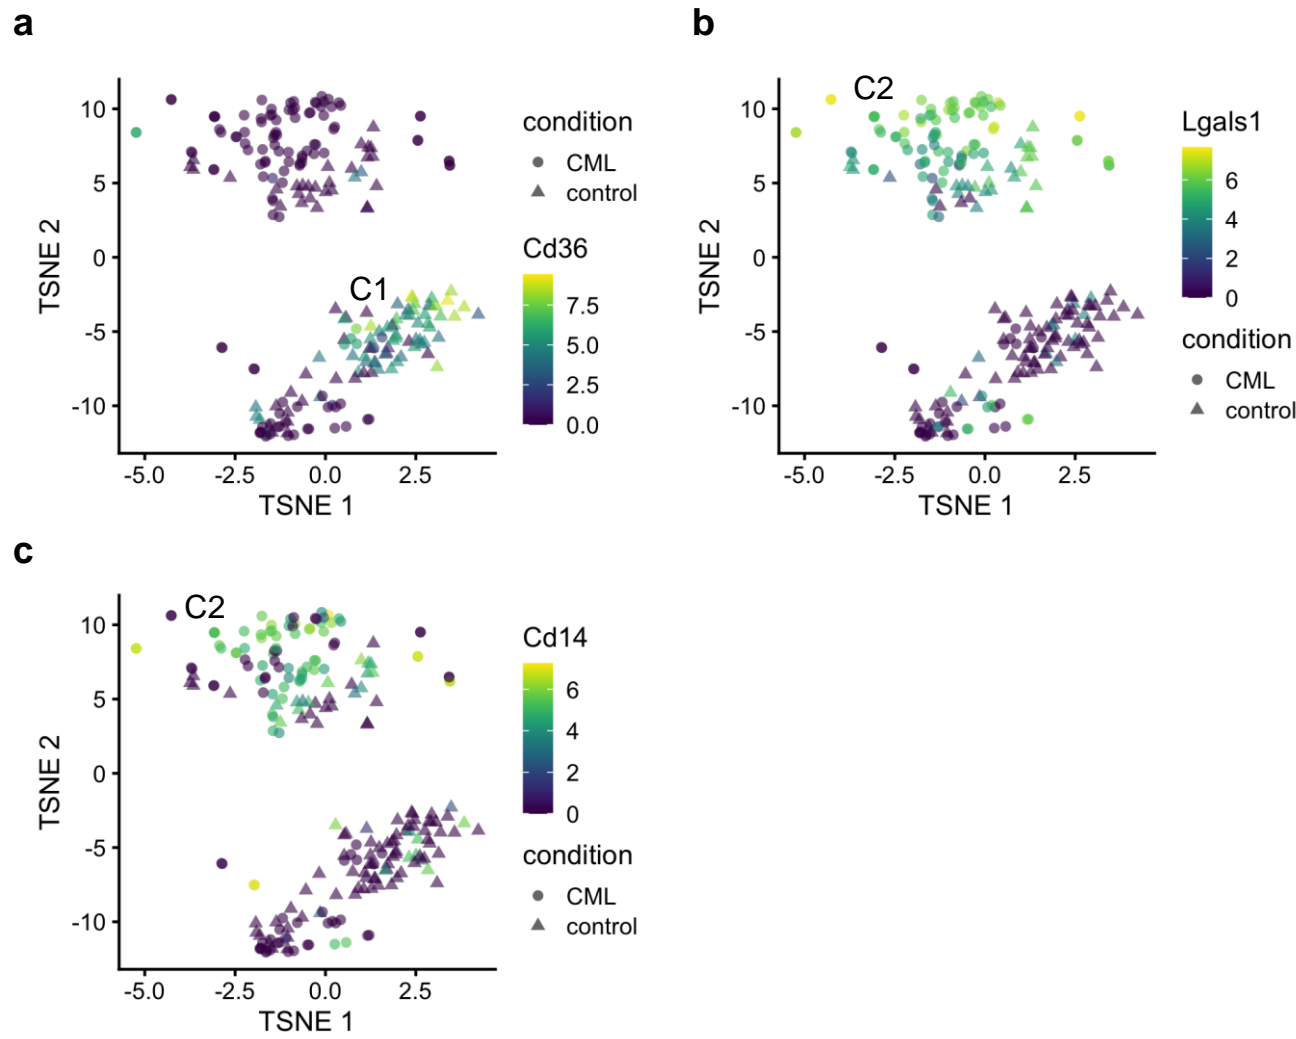 a
C1
10
5
0
-5
-10
TSNE 2
-5.0
-2.5
0.0
2.5
TSNE 1
condition
CML
control
Cd36
7.5
5.0
2.5
0.0
b
C2
10
5
0
-5
-10
TSNE 2
-5.0
-2.5
0.0
2.5
TSNE 1
Lgals1
6
4
2
0
condition
CML
control
c
C2
10
5
0
-5
-10
TSNE 2
-5.0
-2.5
0.0
2.5
TSNE 1
Cd14
6
4
2
0
condition
CML
control